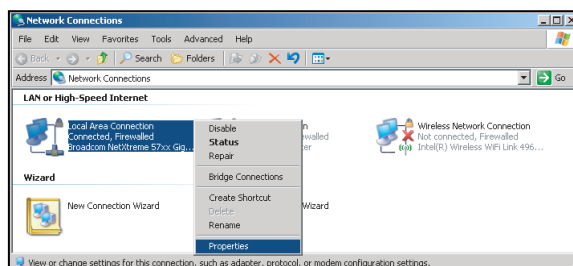 Network Connections
File Edit View Favorites Tools Advanced Help
Back Search Folders
Address Network Connections Go
LAN or High-Speed Internet
Local Area Connection
Connected, Firewalled
Broadcom NetXtreme 57xx Gig...
Disable
Status
Repair
Bridge Connections
Create Shortcut
Delete
Rename
Properties
n
ewalled
ter
Wireless Network Connection
Not connected, Firewalled
Intel(R) Wireless WiFi Link 496...
Wizard
New Connection Wizard
Wizard
View or change settings for this connection, such as adapter, protocol, or modem configuration settings.